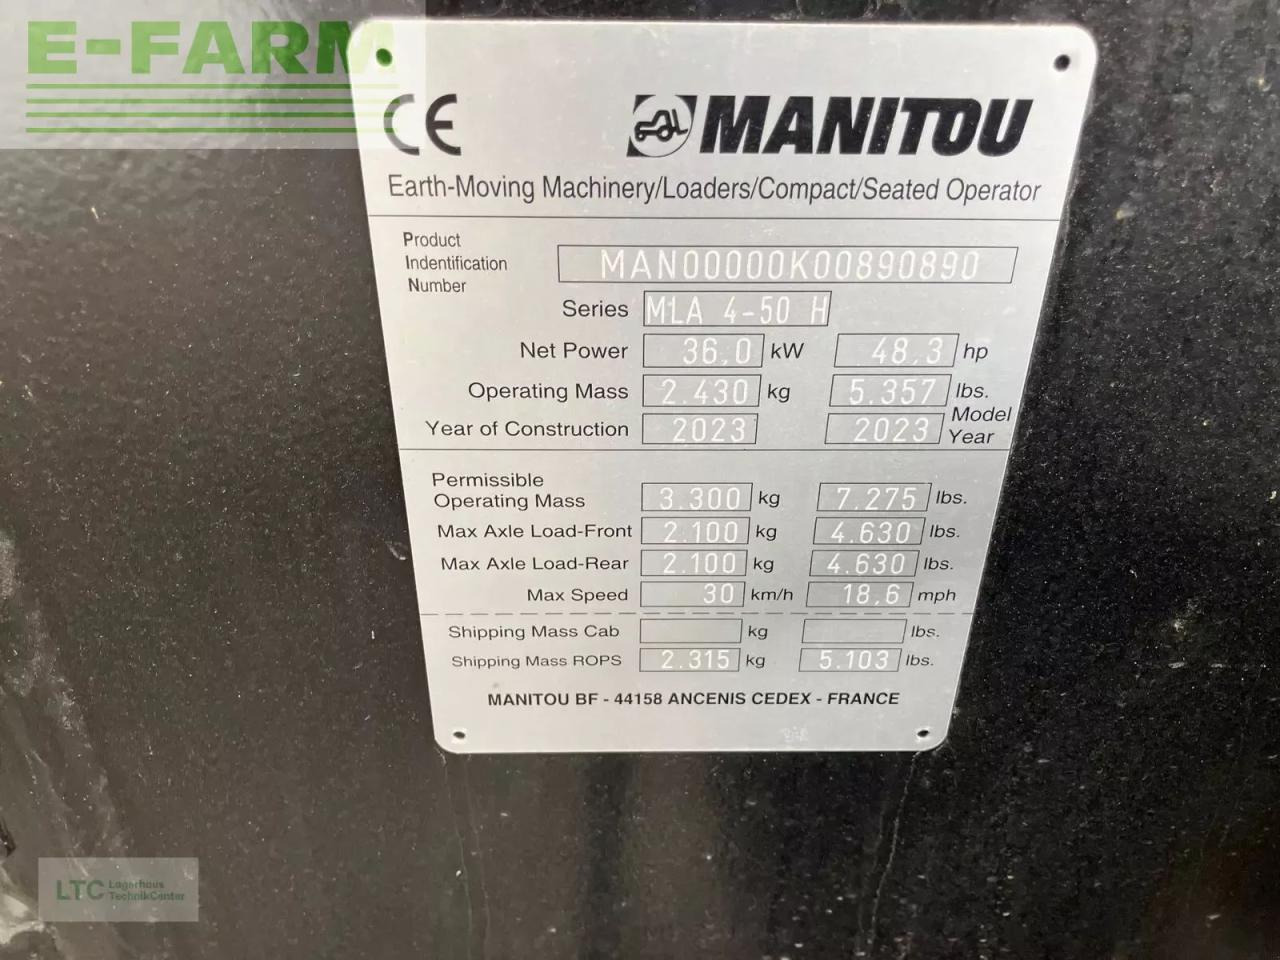 E-FARM
CE MANITOU
Earth-Moving Machinery/Loaders/Compact/Seated Operator
Product
Indentification
Number
MAN00000K00890890
Series MLA 4-50 H
Net Power 36,0 kW 48,3 hp
Operating Mass 2.430 kg 5.357 lbs.
Year of Construction 2023 2023 Model
Year
Permissible
Operating Mass 3.300 kg 7.275 lbs.
Max Axle Load-Front 2.100 kg 4.630 lbs.
Max Axle Load-Rear 2.100 kg 4.630 lbs.
Max Speed 30 km/h 18,6 mph
Shipping Mass Cab kg lbs.
Shipping Mass ROPS 2.315 kg 5.103 lbs.
MANITOU BF - 44158 ANCENIS CEDEX - FRANCE
LTC Lagerhaus
TechnikCenter